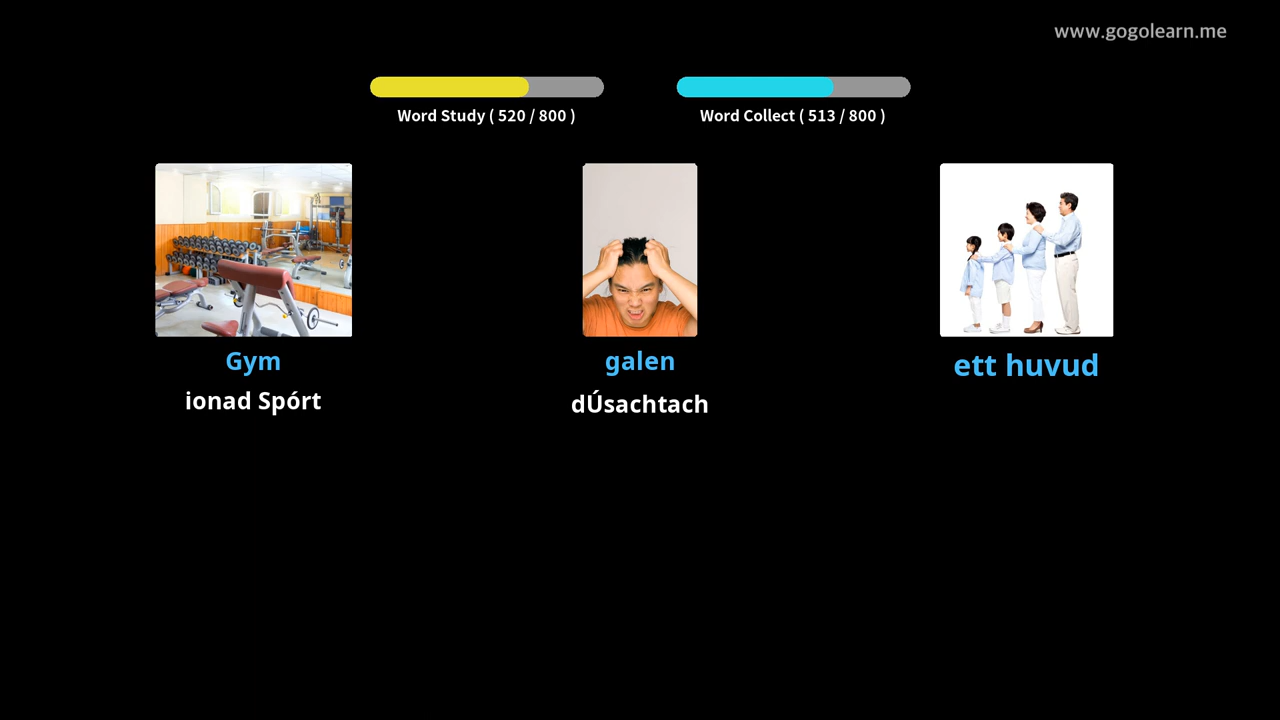 www.gogolearn.me
Word Study ( 520 / 800 )
Word Collect ( 513 / 800 )
Gym
galen
ett huvud
ionad Spórt
dÚsachtach